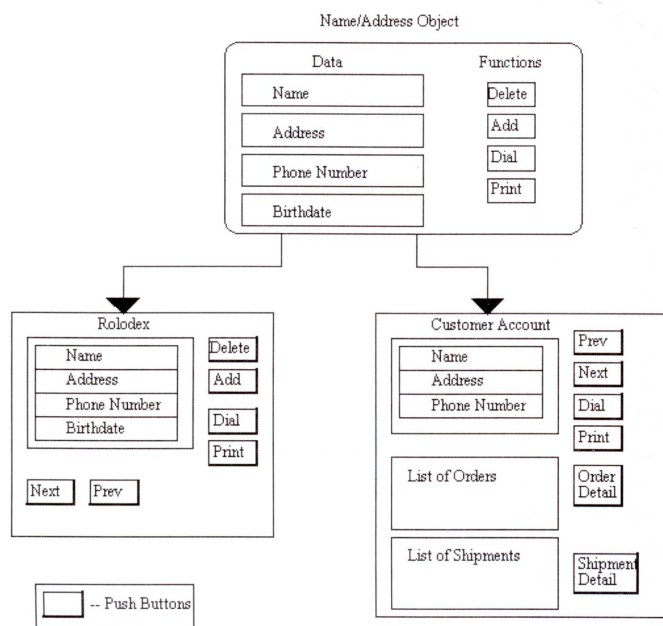 Name/Address Object
Data
Functions
Name
Address
Phone Number
Birthdate
Delete
Add
Dial
Print
Rolodex
Name
Address
Phone Number
Birthdate
Delete
Add
Dial
Print
Next
Prev
Customer Account
Name
Address
Phone Number
Prev
Next
Dial
Print
List of Orders
Order
Detail
List of Shipments
Shipment
Detail
-- Push Buttons